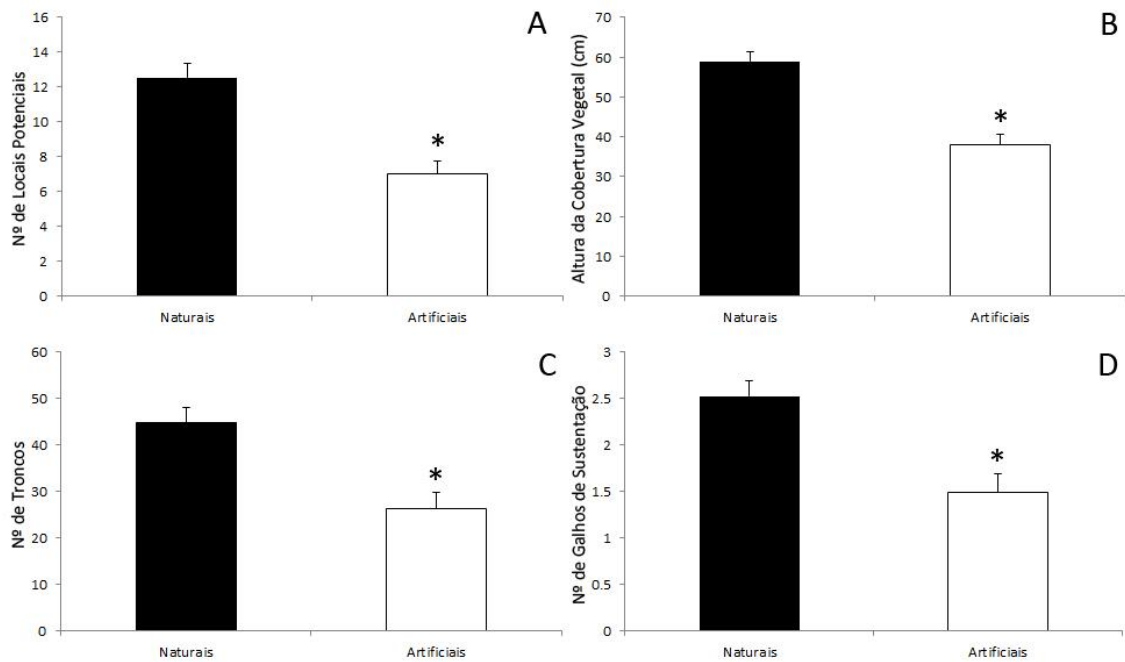 A
Nº de Locais Potenciais
16
14
12
10
8
6
4
2
0
*
Naturais
Artificiais
B
Altura da Cobertura Vegetal (cm)
70
60
50
40
30
20
10
0
*
Naturais
Artificiais
C
Nº de Troncos
60
50
40
30
20
10
0
*
Naturais
Artificiais
D
Nº de Galhos de Sustentação
3
2.5
2
1.5
1
0.5
0
*
Naturais
Artificiais